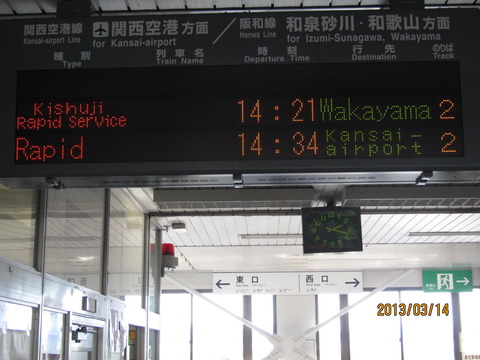 関西空港線 関西空港方面 / 阪和線 和泉砂川・和歌山方面
Kansai-airport Line for Kansai-airport Hanwa Line for Izumi-Sunagawa, Wakayama
種別 列車名 時刻 行先 のりば
Type Train Name Departure Time Destination Track
Kishuji Rapid Service 14:21 Wakayama 2
Rapid 14:34 Kansai-airport 2
← 東口 西口 →
2013/03/14